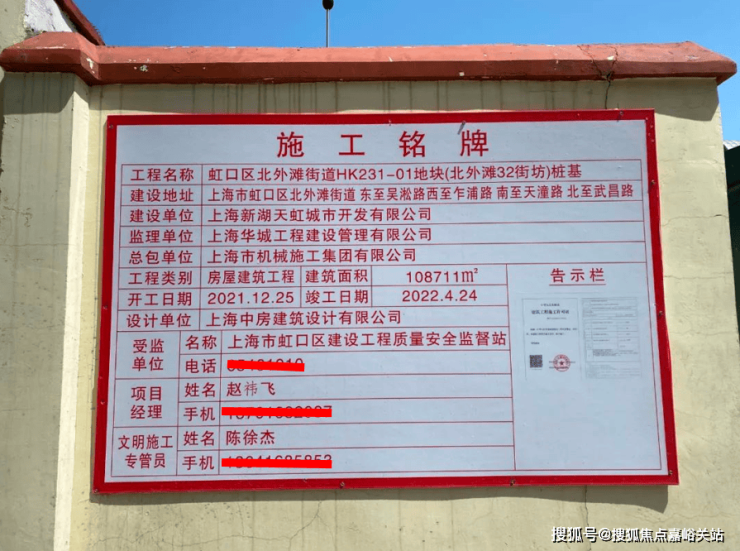 施工铭牌
工程名称 虹口区北外滩街道HK231-01地块(北外滩32街坊)桩基
建设地址 上海市虹口区北外滩街道 东至吴淞路西至乍浦路 南至天潼路 北至武昌路
建设单位 上海新湖天虹城市开发有限公司
监理单位 上海华城工程建设管理有限公司
总包单位 上海市机械施工集团有限公司
工程类别 房屋建筑工程 建筑面积 108711㎡
告示栏
开工日期 2021.12.25 竣工日期 2022.4.24
设计单位 上海中房建筑设计有限公司
受监单位 名称 上海市虹口区建设工程质量安全监督站
电话
项目经理 姓名 赵祎飞
手机
文明施工专管员 姓名 陈徐杰
手机
搜狐号@搜狐焦点嘉峪关站